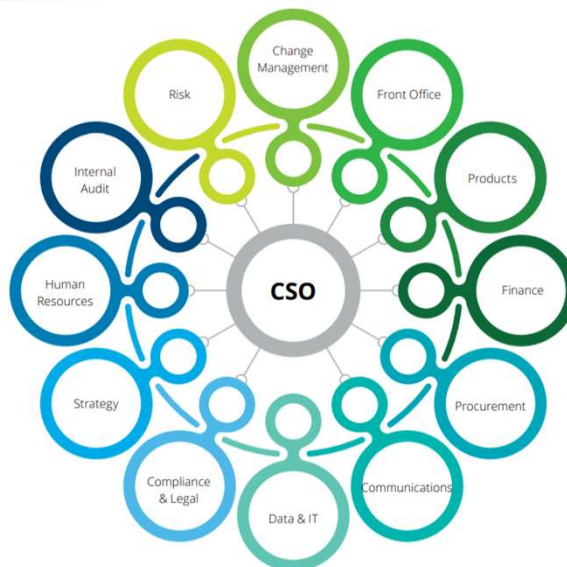 Change
Management
Front Office
Products
Finance
Procurement
Communications
Data & IT
Compliance
& Legal
Strategy
Human
Resources
Internal
Audit
Risk
CSO